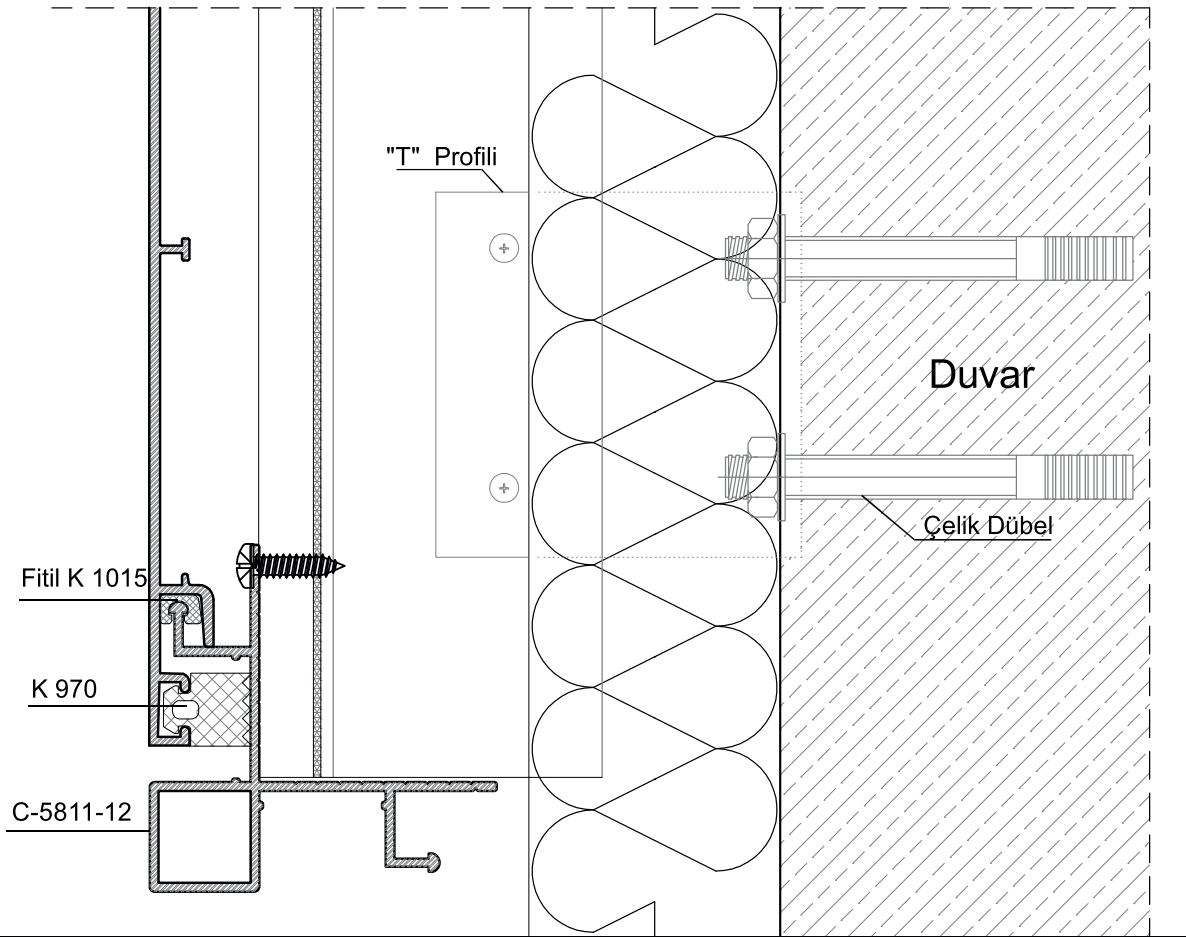 "T" Profili
Duvar
Çelik Dübel
Fitil K 1015
K 970
C-5811-12